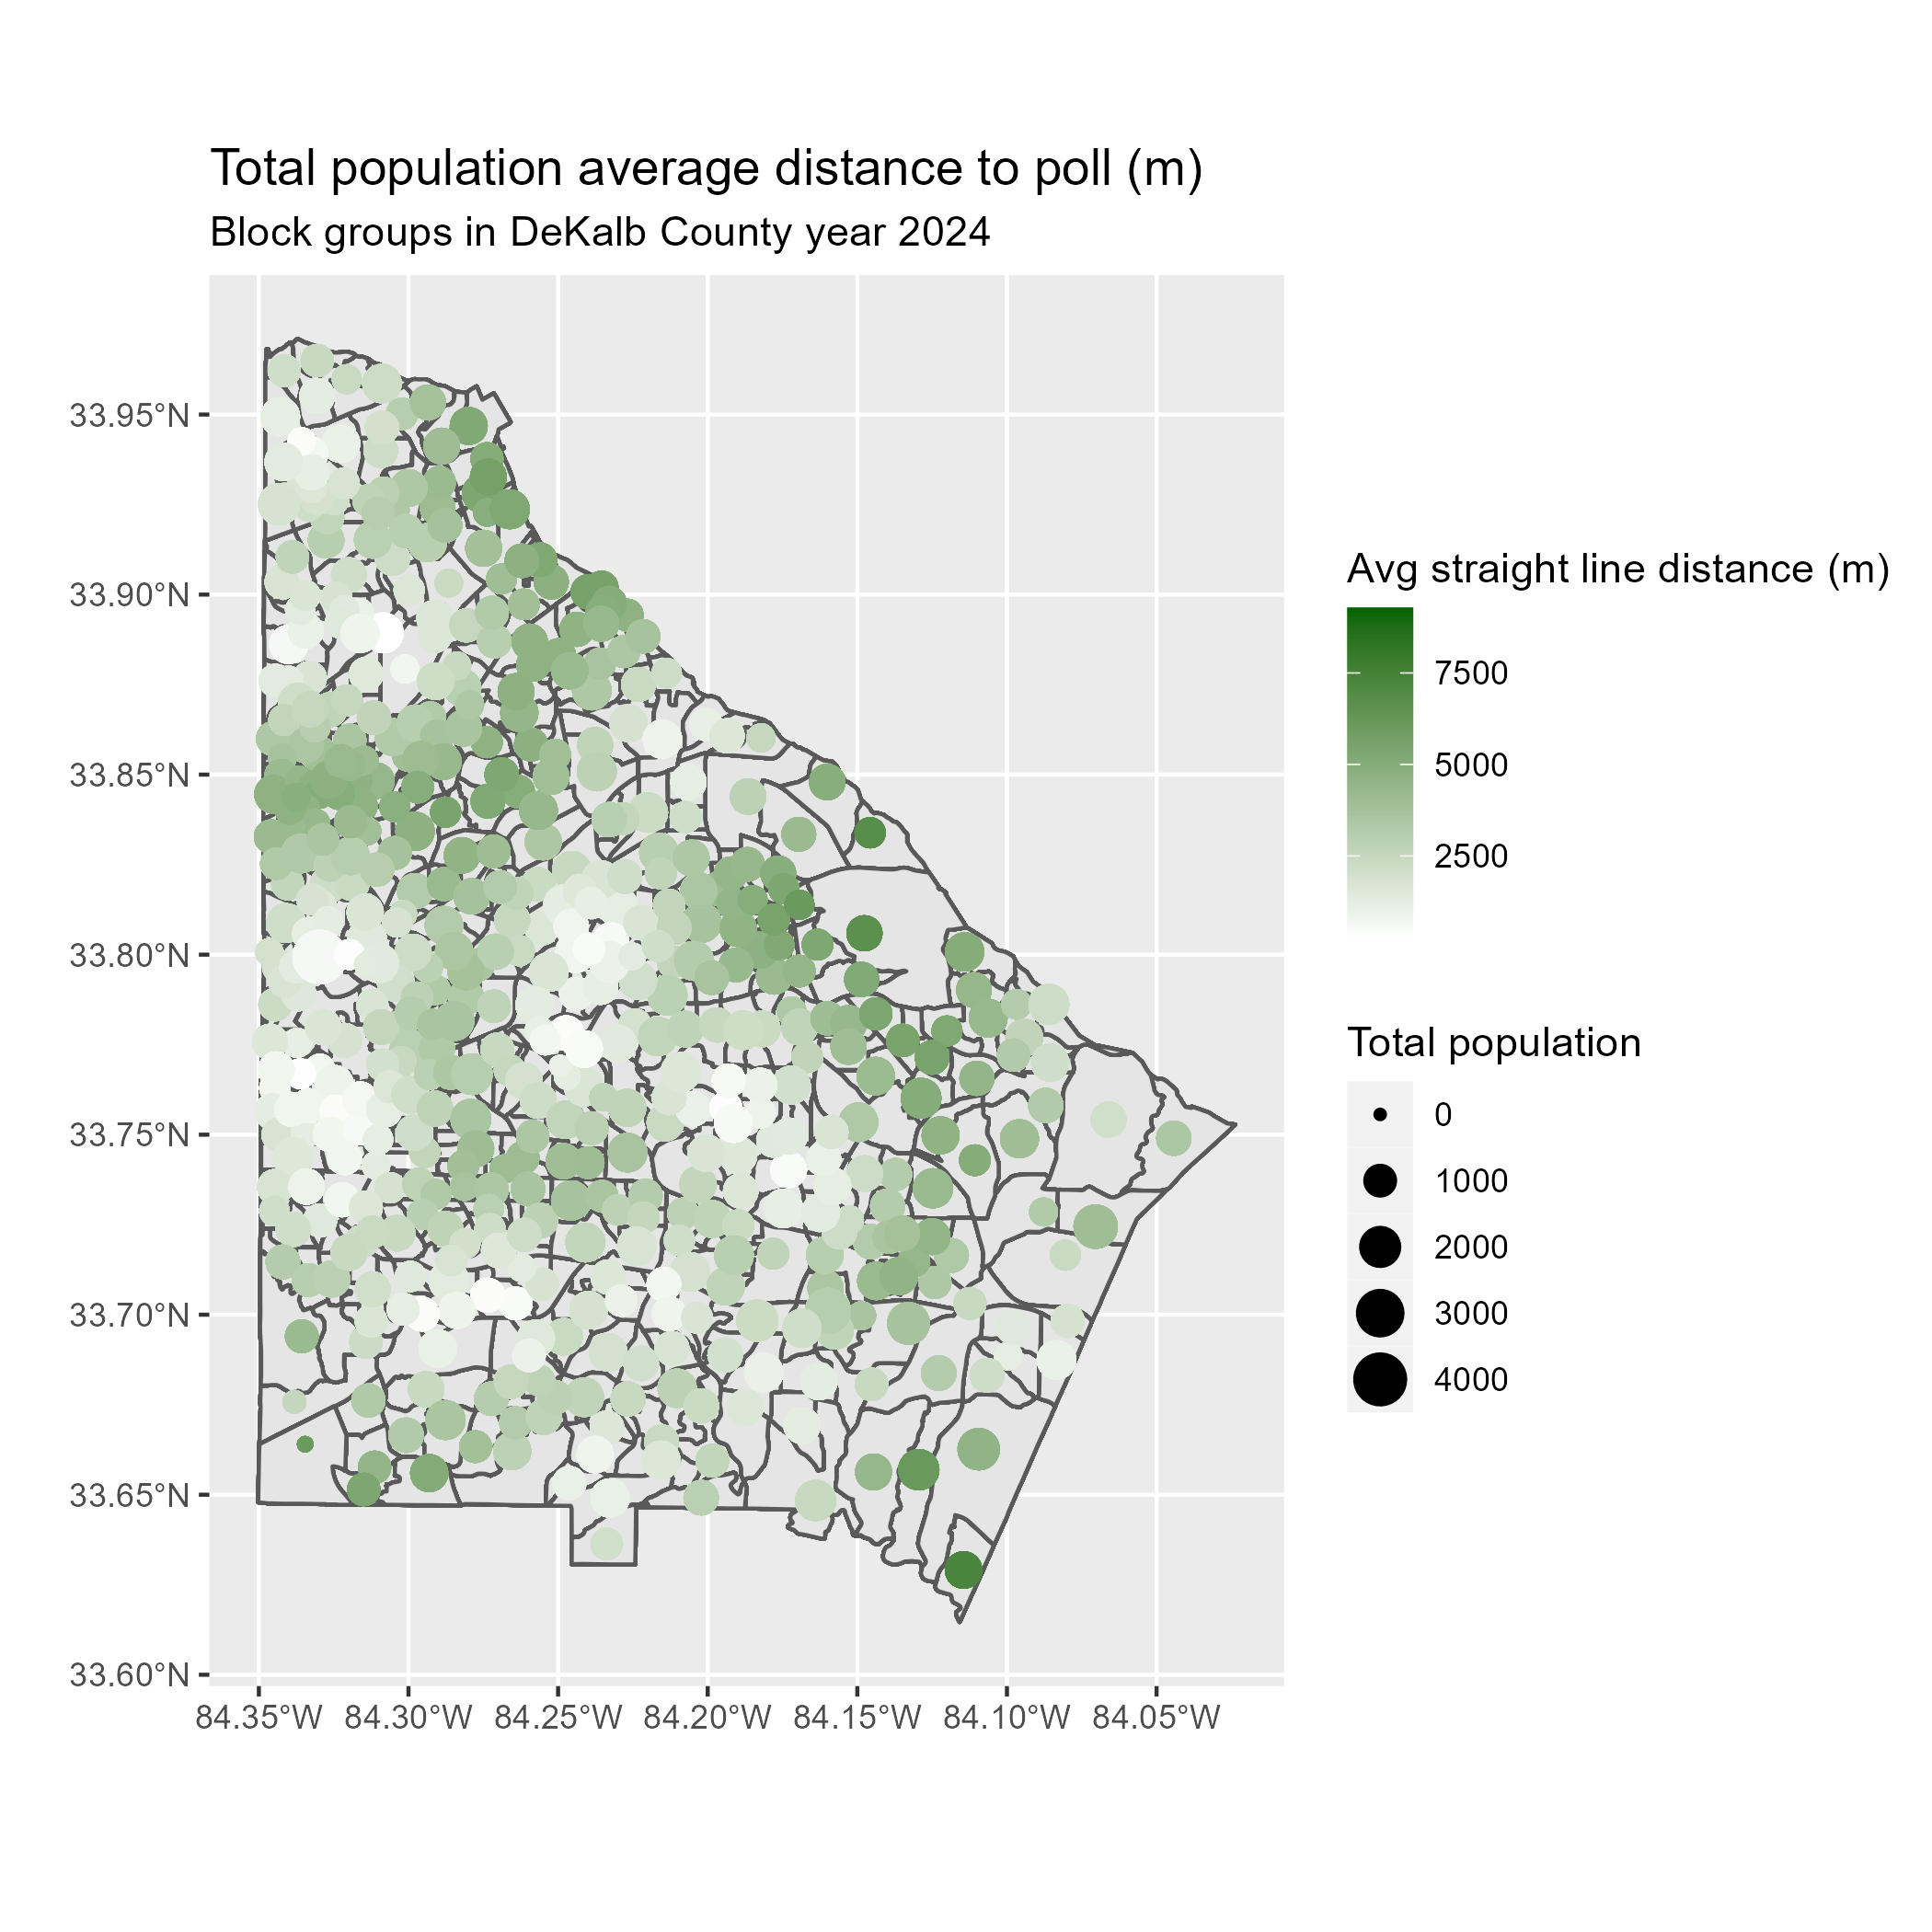 Total population average distance to poll (m)
Block groups in DeKalb County year 2024
33.95°N
33.90°N
33.85°N
33.80°N
33.75°N
33.70°N
33.65°N
33.60°N
84.35°W 84.30°W 84.25°W 84.20°W 84.15°W 84.10°W 84.05°W
Avg straight line distance (m)
7500
5000
2500
Total population
0
1000
2000
3000
4000